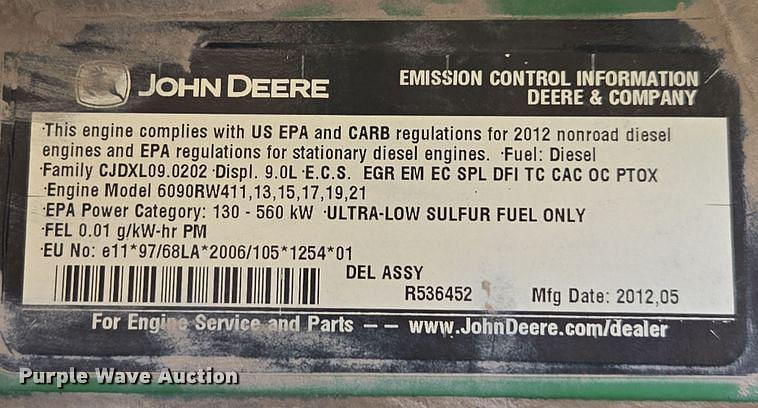 JOHN DEERE
EMISSION CONTROL INFORMATION
DEERE & COMPANY
·This engine complies with US EPA and CARB regulations for 2012 nonroad diesel
engines and EPA regulations for stationary diesel engines. ·Fuel: Diesel
·Family CJDXL09.0202 ·Displ. 9.0L ·E.C.S. EGR EM EC SPL DFI TC CAC OC PTOX
·Engine Model 6090RW411,13,15,17,19,21
·EPA Power Category: 130 - 560 kW ·ULTRA-LOW SULFUR FUEL ONLY
·FEL 0.01 g/kW-hr PM
·EU No: e11*97/68LA*2006/105*1254*01
DEL ASSY
R536452 Mfg Date: 2012,05
For Engine Service and Parts – – www.JohnDeere.com/dealer
Purple Wave Auction